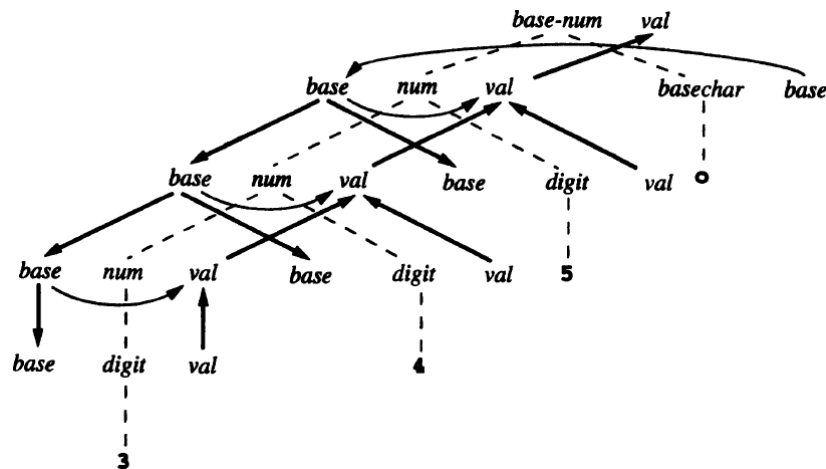 base-num val
base num val basechar base
base num val base digit val o
base num val base digit val 5
base digit val 4
3